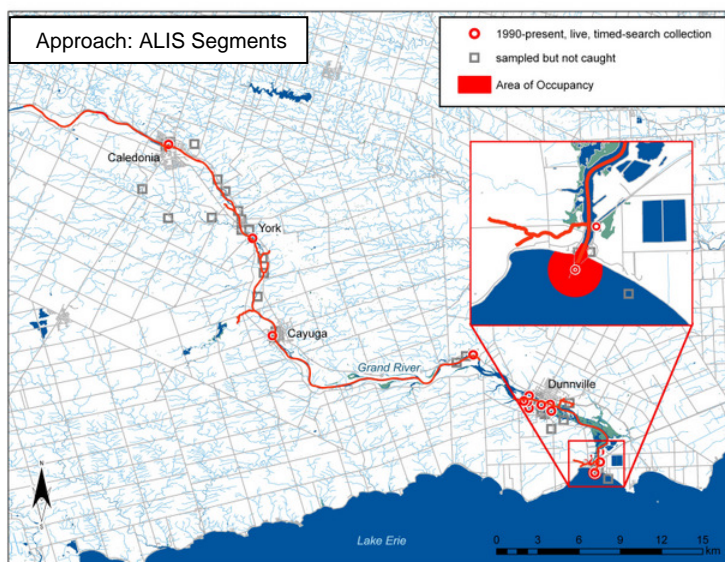 Approach: ALIS Segments
1990-present, live, timed-search collection
sampled but not caught
Area of Occupancy
Caledonia
York
Cayuga
Grand River
Dunnville
N
Lake Erie
0 3 6 9 12 15
km